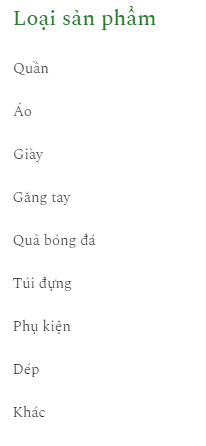 Loại sản phẩm
Quần
Áo
Giày
Găng tay
Quả bóng đá
Túi đựng
Phụ kiện
Dép
Khác